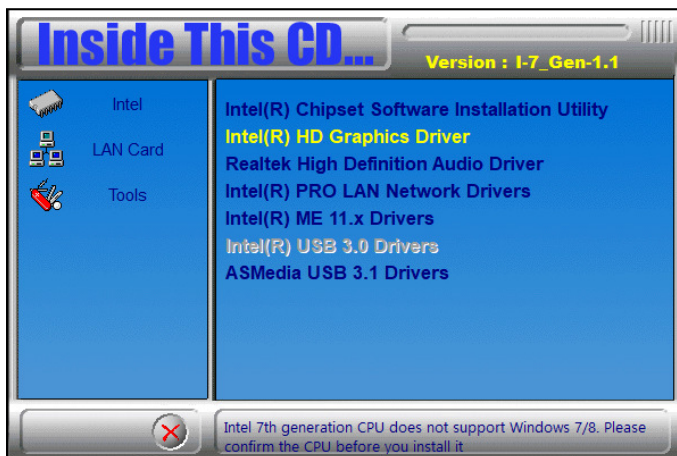 Inside This CD...
Version : I-7_Gen-1.1
Intel
LAN Card
Tools
Intel(R) Chipset Software Installation Utility
Intel(R) HD Graphics Driver
Realtek High Definition Audio Driver
Intel(R) PRO LAN Network Drivers
Intel(R) ME 11.x Drivers
Intel(R) USB 3.0 Drivers
ASMedia USB 3.1 Drivers
Intel 7th generation CPU does not support Windows 7/8. Please
confirm the CPU before you install it